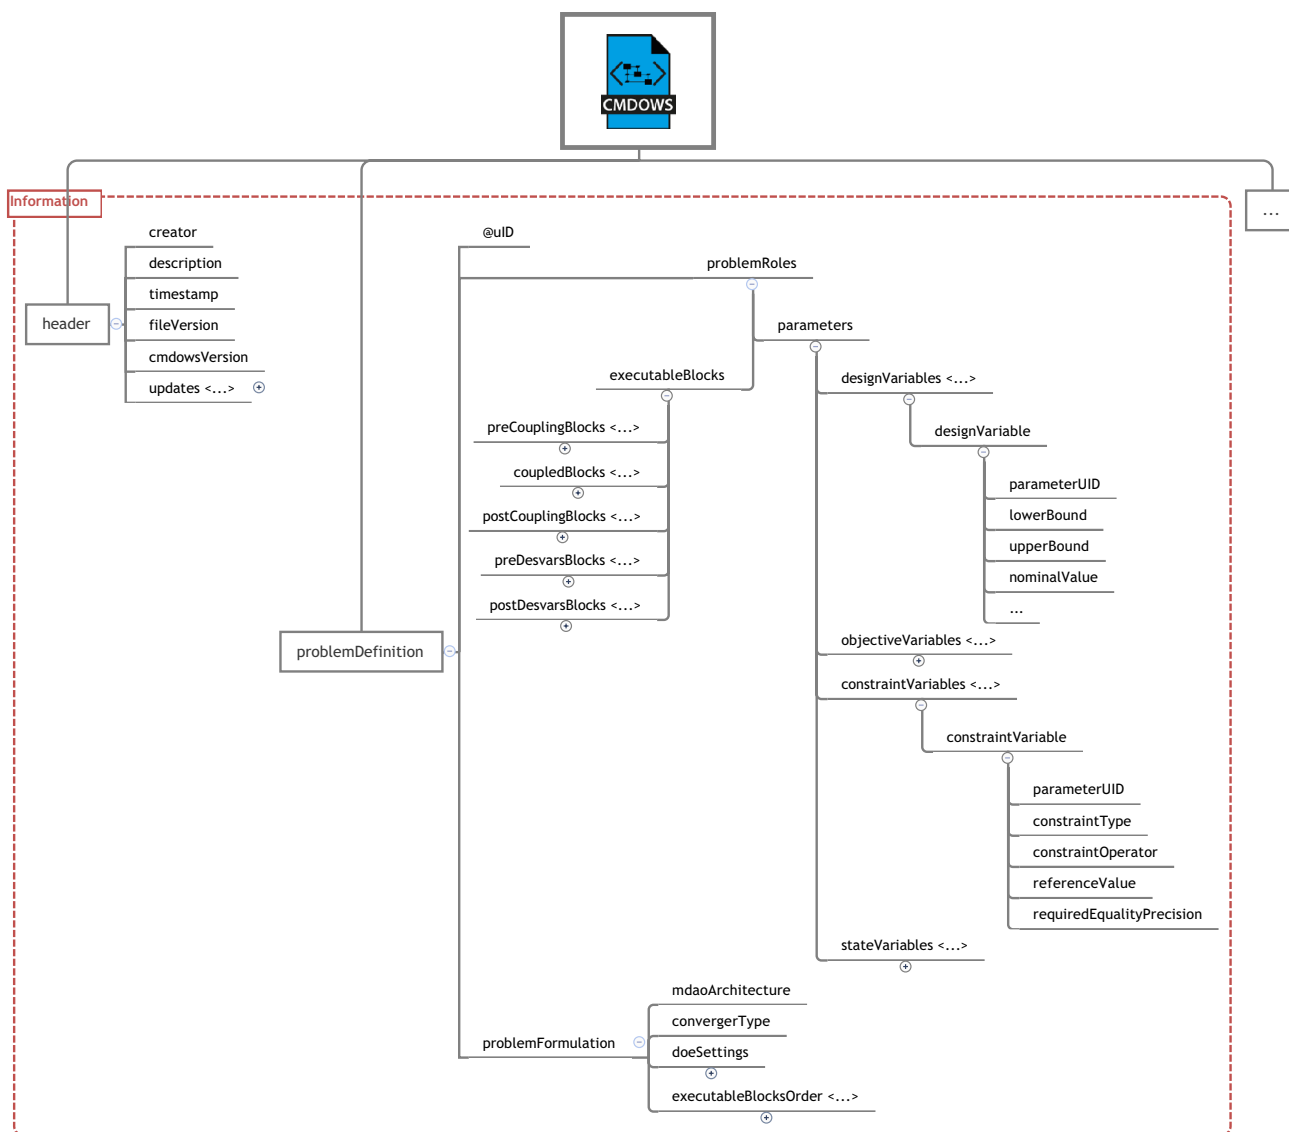 CMDOWS
Information
...
header
creator
description
timestamp
fileVersion
cmdowsVersion
updates <...>
problemDefinition
@uID
problemRoles
parameters
executableBlocks
preCouplingBlocks <...>
coupledBlocks <...>
postCouplingBlocks <...>
preDesvarsBlocks <...>
postDesvarsBlocks <...>
designVariables <...>
designVariable
parameterUID
lowerBound
upperBound
nominalValue
...
objectiveVariables <...>
constraintVariables <...>
constraintVariable
parameterUID
constraintType
constraintOperator
referenceValue
requiredEqualityPrecision
stateVariables <...>
problemFormulation
mdaoArchitecture
convergerType
doeSettings
executableBlocksOrder <...>